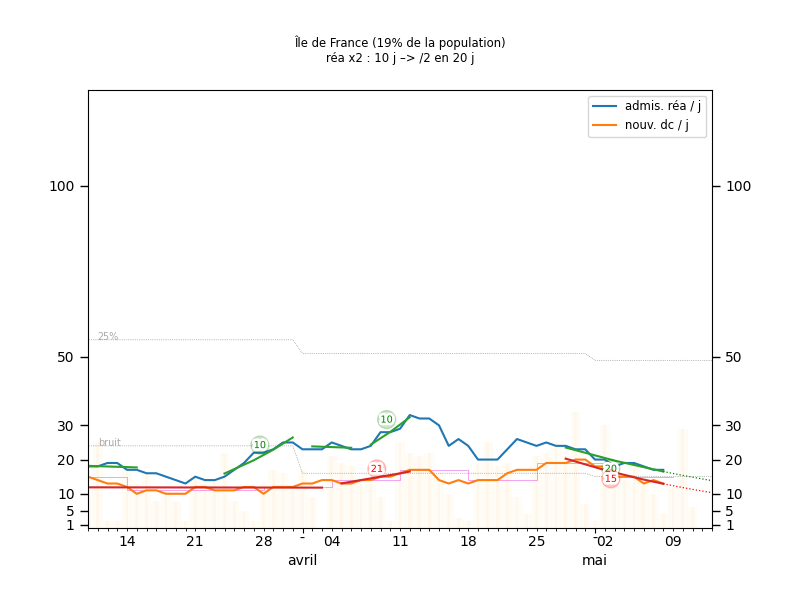 Île de France (19% de la population)
réa x2 : 10 j –> /2 en 20 j
admis. réa / j
nouv. dc / j
100 100
25%
50 50
30 30
bruit
20 20
10 10
5 5
1 1
10
10
21
20
15
14 21 28 - 04 11 18 25 -02 09
avril mai